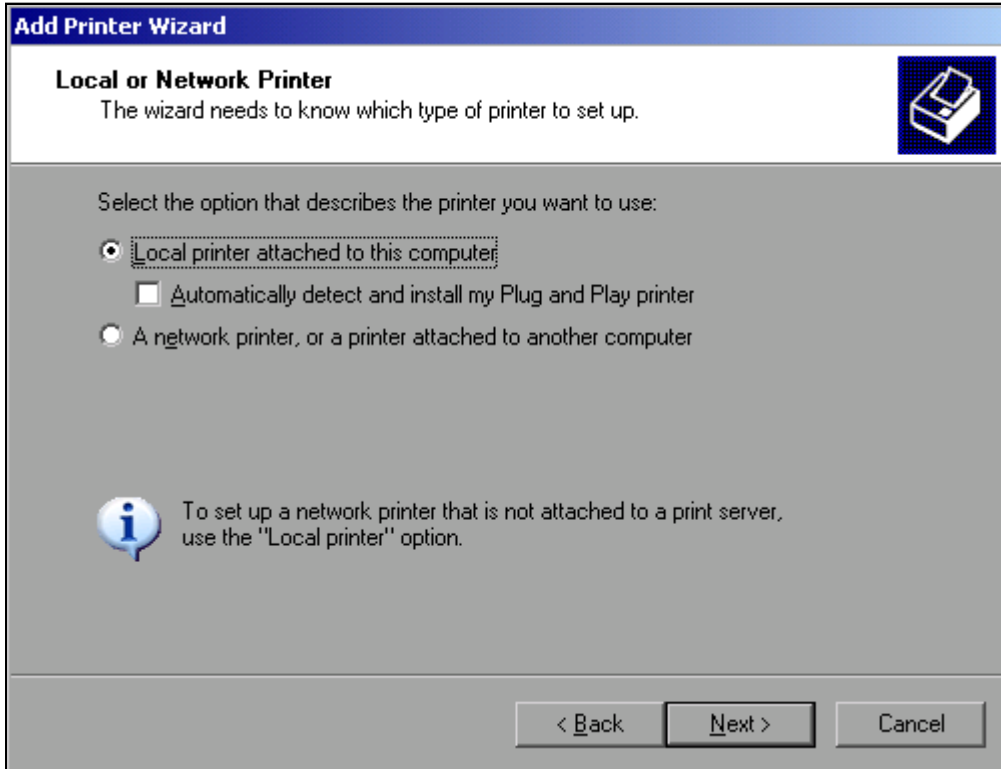 Add Printer Wizard
Local or Network Printer
The wizard needs to know which type of printer to set up.
Select the option that describes the printer you want to use:
Local printer attached to this computer
Automatically detect and install my Plug and Play printer
A network printer, or a printer attached to another computer
To set up a network printer that is not attached to a print server,
use the "Local printer" option.
< Back
Next >
Cancel